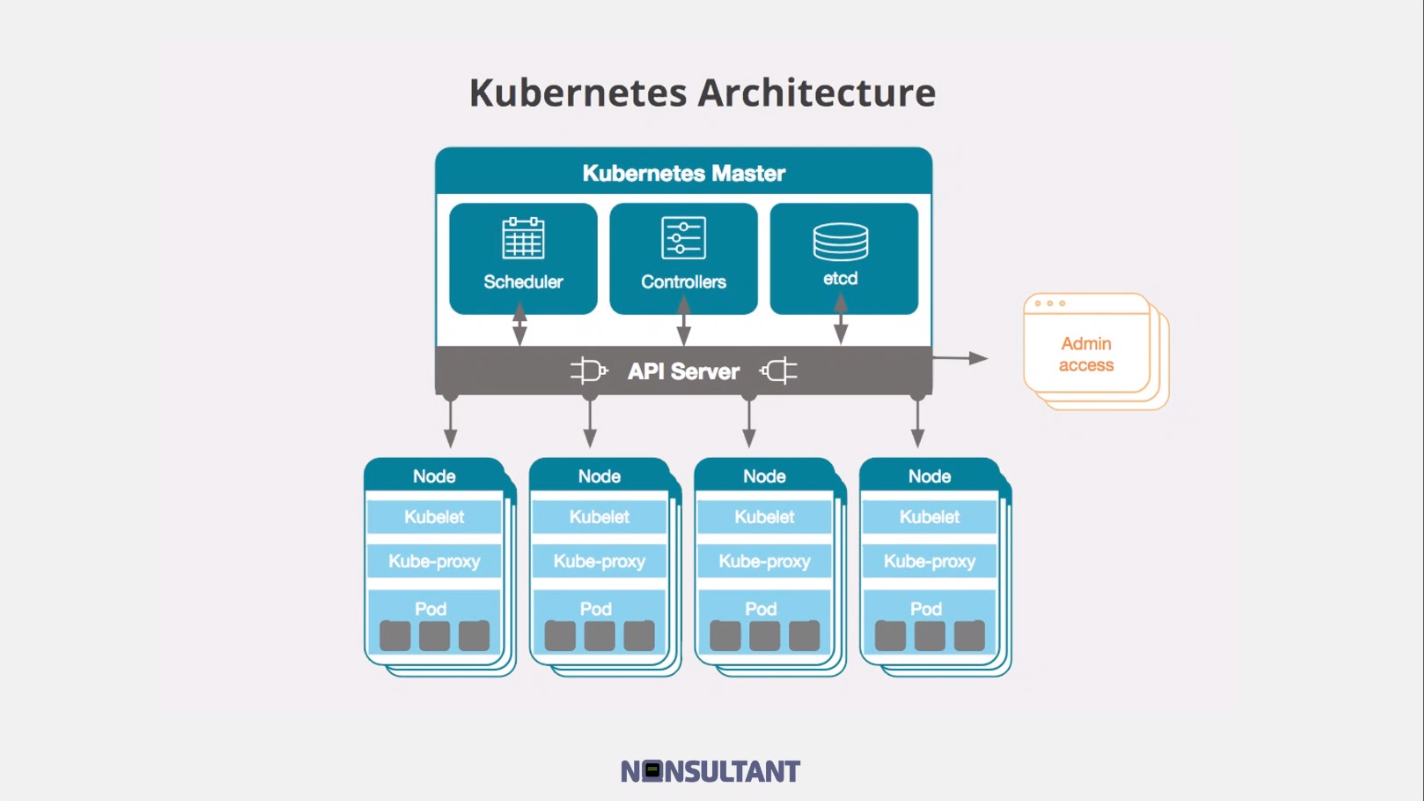 Kubernetes Architecture
Kubernetes Master
Scheduler
Controllers
etcd
API Server
Admin
access
Node
Kubelet
Kube-proxy
Pod
Node
Kubelet
Kube-proxy
Pod
Node
Kubelet
Kube-proxy
Pod
Node
Kubelet
Kube-proxy
Pod
NONSULTANT